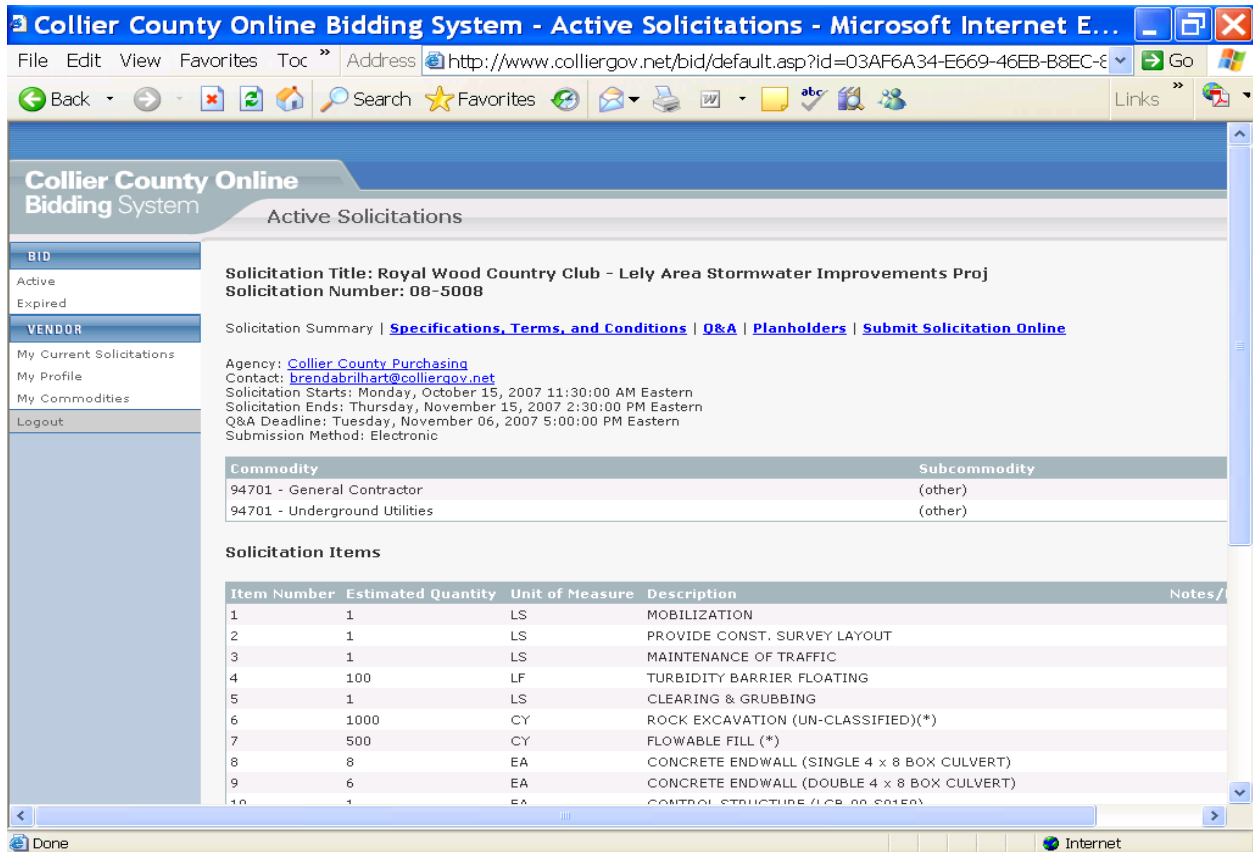 Collier County Online Bidding System - Active Solicitations - Microsoft Internet E...
File Edit View Favorites Toc » Address http://www.colliergov.net/bid/default.asp?id=03AF6A34-E669-46EB-B8EC-8 Go
Back Search Favorites Links »
Collier County Online
Bidding System
Active Solicitations
BID
Active
Expired
VENDOR
My Current Solicitations
My Profile
My Commodities
Logout
Solicitation Title: Royal Wood Country Club - Lely Area Stormwater Improvements Proj
Solicitation Number: 08-5008
Solicitation Summary | Specifications, Terms, and Conditions | Q&A | Planholders | Submit Solicitation Online
Agency: Collier County Purchasing
Contact: brendabrilhart@colliergov.net
Solicitation Starts: Monday, October 15, 2007 11:30:00 AM Eastern
Solicitation Ends: Thursday, November 15, 2007 2:30:00 PM Eastern
Q&A Deadline: Tuesday, November 06, 2007 5:00:00 PM Eastern
Submission Method: Electronic
Commodity Subcommodity
94701 - General Contractor (other)
94701 - Underground Utilities (other)
Solicitation Items
Item Number Estimated Quantity Unit of Measure Description Notes/
1 1 LS MOBILIZATION
2 1 LS PROVIDE CONST. SURVEY LAYOUT
3 1 LS MAINTENANCE OF TRAFFIC
4 100 LF TURBIDITY BARRIER FLOATING
5 1 LS CLEARING & GRUBBING
6 1000 CY ROCK EXCAVATION (UN-CLASSIFIED)(*)
7 500 CY FLOWABLE FILL (*)
8 8 EA CONCRETE ENDWALL (SINGLE 4 x 8 BOX CULVERT)
9 6 EA CONCRETE ENDWALL (DOUBLE 4 x 8 BOX CULVERT)
10 1 EA CONTROL STRUCTURE
Done Internet